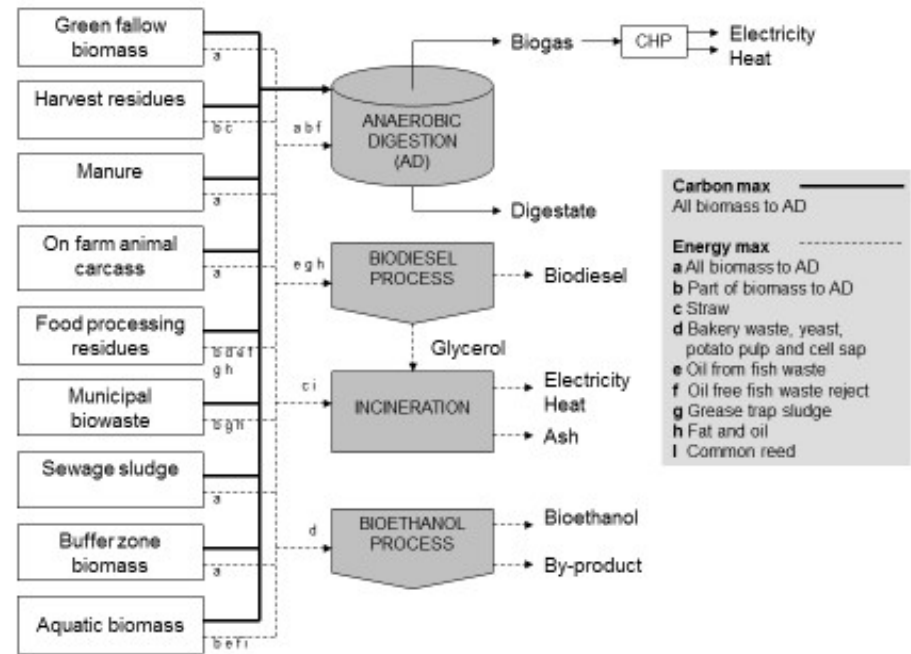 Green fallow
biomass
a
Harvest residues
b c
Manure
a
On farm animal
carcass
a
Food processing
residues
b d e f
g h
Municipal
biowaste
b g h
Sewage sludge
a
Buffer zone
biomass
a
Aquatic biomass
b e f i
a b f
ANAEROBIC
DIGESTION
(AD)
Biogas
CHP
Electricity
Heat
Digestate
e g h
BIODIESEL
PROCESS
Biodiesel
Glycerol
c i
INCINERATION
Electricity
Heat
Ash
d
BIOETHANOL
PROCESS
Bioethanol
By-product
Carbon max
All biomass to AD
Energy max
a All biomass to AD
b Part of biomass to AD
c Straw
d Bakery waste, yeast,
potato pulp and cell sap
e Oil from fish waste
f Oil free fish waste reject
g Grease trap sludge
h Fat and oil
I Common reed